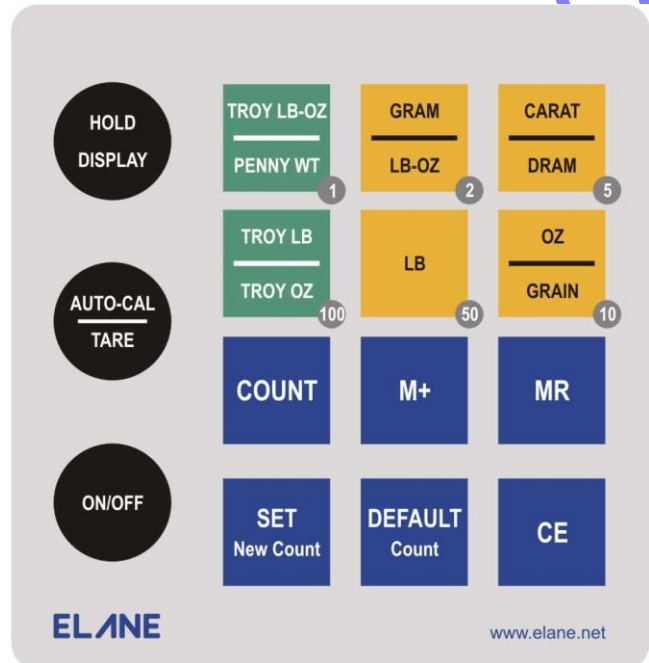 HOLD
DISPLAY
TROY LB-OZ
PENNY WT
1
GRAM
LB-OZ
2
CARAT
DRAM
5
AUTO-CAL
TARE
TROY LB
TROY OZ
100
LB
50
OZ
GRAIN
10
COUNT
M+
MR
ON/OFF
SET
New Count
DEFAULT
Count
CE
ELANE
www.elane.net